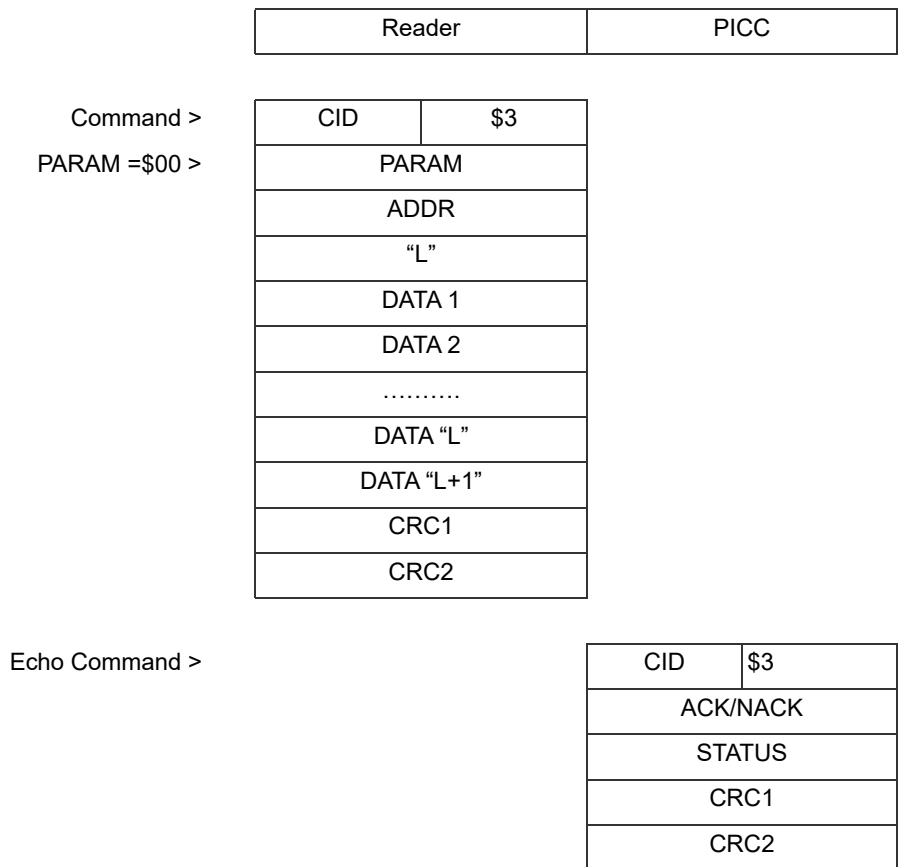 Reader PICC
Command > CID $3
PARAM =$00 > PARAM
ADDR
“L”
DATA 1
DATA 2
……….
DATA “L”
DATA “L+1”
CRC1
CRC2
Echo Command > CID $3
ACK/NACK
STATUS
CRC1
CRC2